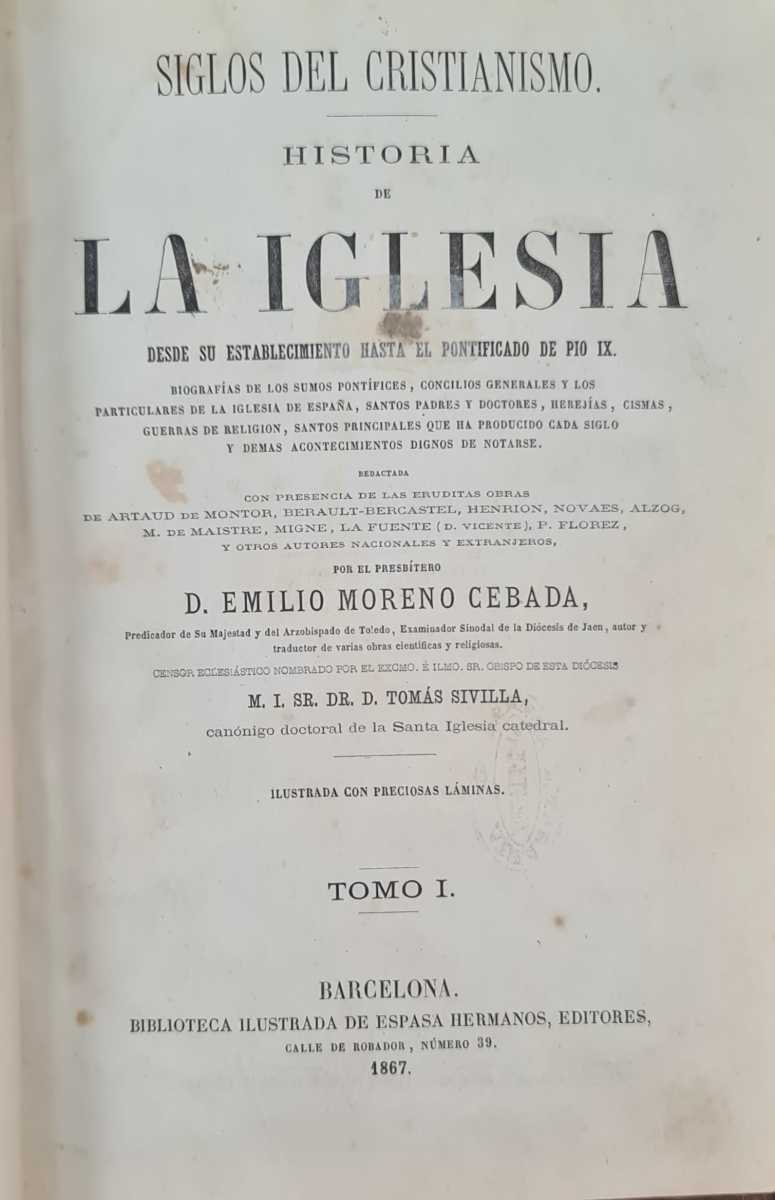 SIGLOS DEL CRISTIANISMO.
HISTORIA
DE
LA IGLESIA
DESDE SU ESTABLECIMIENTO HASTA EL PONTIFICADO DE PIO IX.
BIOGRAFÍAS DE LOS SUMOS PONTÍFICES, CONCILIOS GENERALES Y LOS
PARTICULARES DE LA IGLESIA DE ESPAÑA, SANTOS PADRES Y DOCTORES, HEREJÍAS, CISMAS,
GUERRAS DE RELIGION, SANTOS PRINCIPALES QUE HA PRODUCIDO CADA SIGLO
Y DEMAS ACONTECIMIENTOS DIGNOS DE NOTARSE.
REDACTADA
CON PRESENCIA DE LAS ERUDITAS OBRAS
DE ARTAUD DE MONTOR, BERAULT-BERCASTEL, HENRION, NOVAES, ALZOG,
M. DE MAISTRE, MIGNE, LA FUENTE (D. VICENTE), P. FLOREZ,
Y OTROS AUTORES NACIONALES Y EXTRANJEROS,
POR EL PRESBÍTERO
D. EMILIO MORENO CEBADA,
Predicador de Su Majestad y del Arzobispado de Toledo, Examinador Sinodal de la Diócesis de Jaen, autor y
traductor de varias obras científicas y religiosas.
CENSOR ECLESIÁSTICO NOMBRADO POR EL EXCMO. É ILMO. SR. OBISPO DE ESTA DIÓCESIS
M. I. SR. DR. D. TOMÁS SIVILLA,
canónigo doctoral de la Santa Iglesia catedral.
ILUSTRADA CON PRECIOSAS LÁMINAS.
TOMO I.
BARCELONA.
BIBLIOTECA ILUSTRADA DE ESPASA HERMANOS, EDITORES,
CALLE DE ROBADOR, NÚMERO 39.
1867.